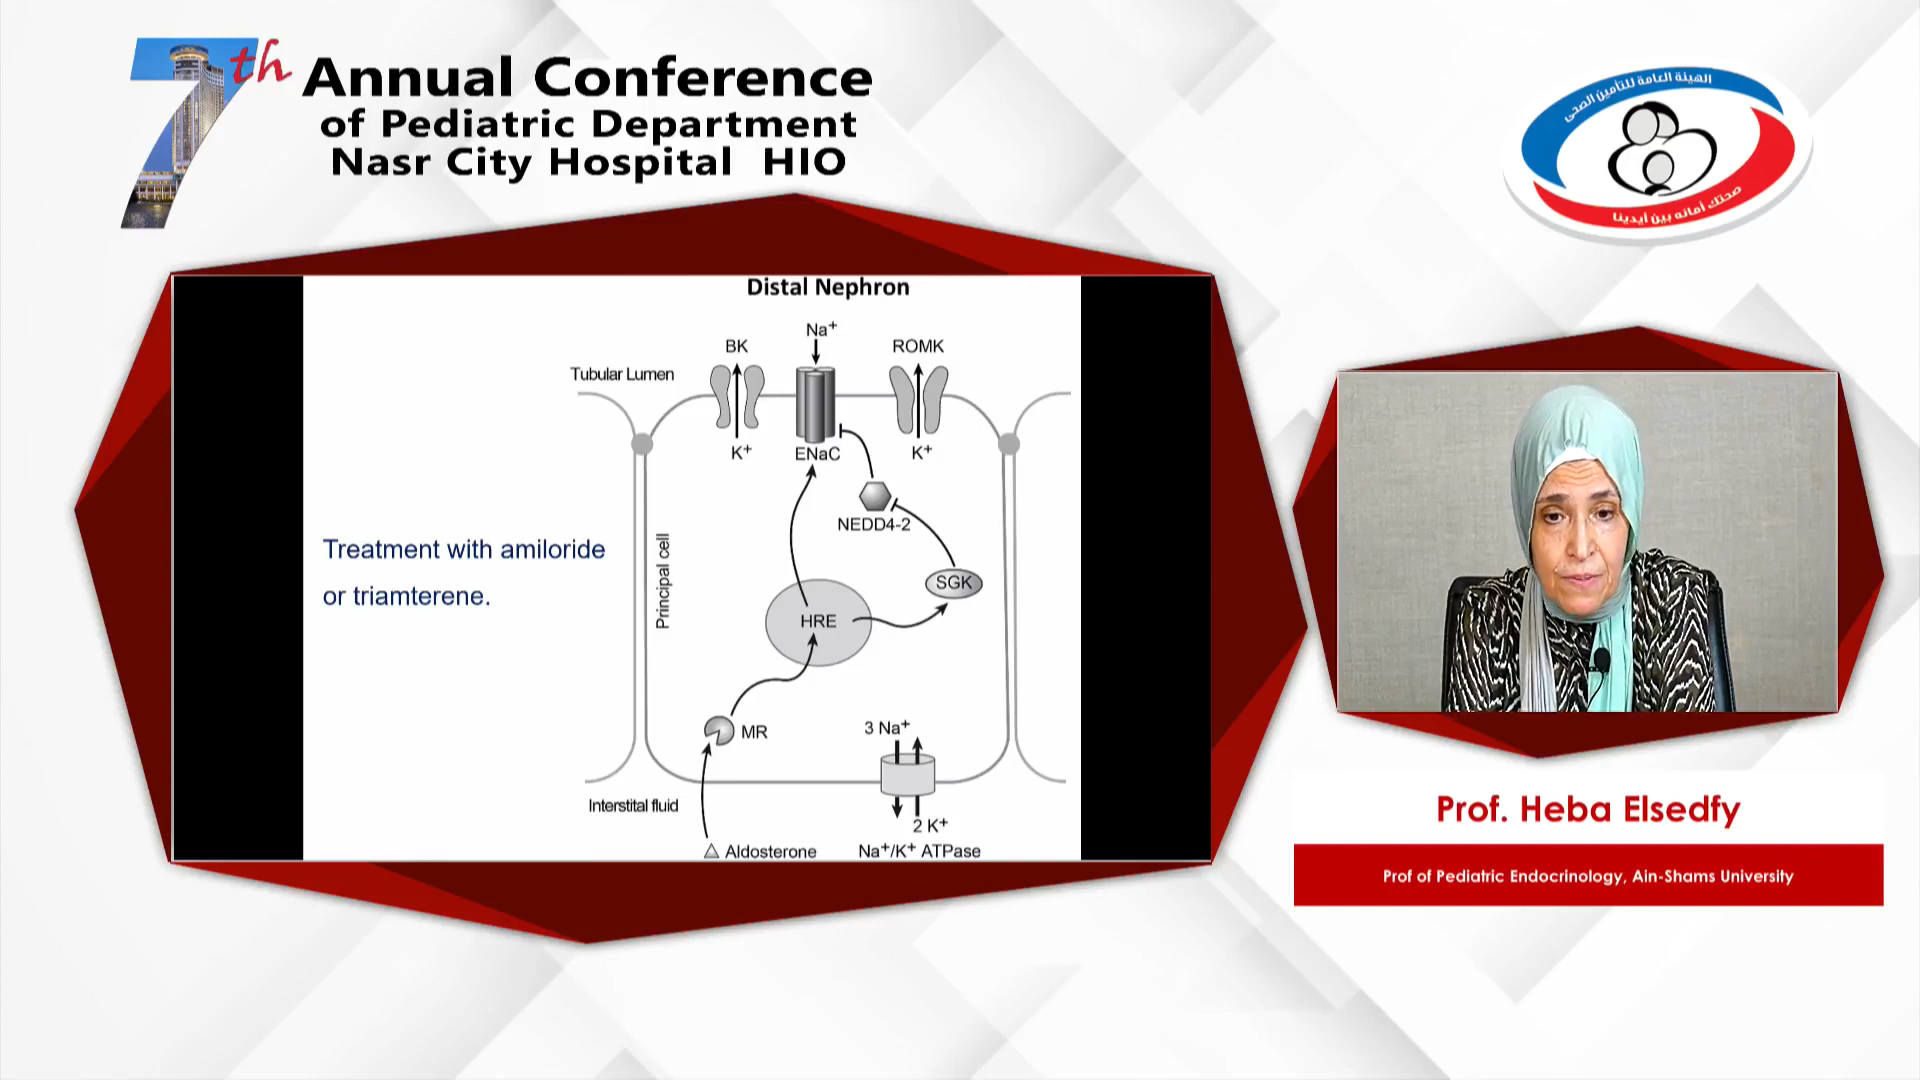 7th Annual Conference
of Pediatric Department
Nasr City Hospital HIO
الهيئة العامة للتأمين الصحى
صحتك أمانه بين أيدينا
Distal Nephron
Na+
BK
ROMK
Tubular Lumen
K+
ENaC
K+
NEDD4-2
Treatment with amiloride
or triamterene.
Principal cell
SGK
HRE
MR
3 Na+
Interstital fluid
2 K+
Aldosterone
Na+/K+ ATPase
Prof. Heba Elsedfy
Prof of Pediatric Endocrinology, Ain-Shams University